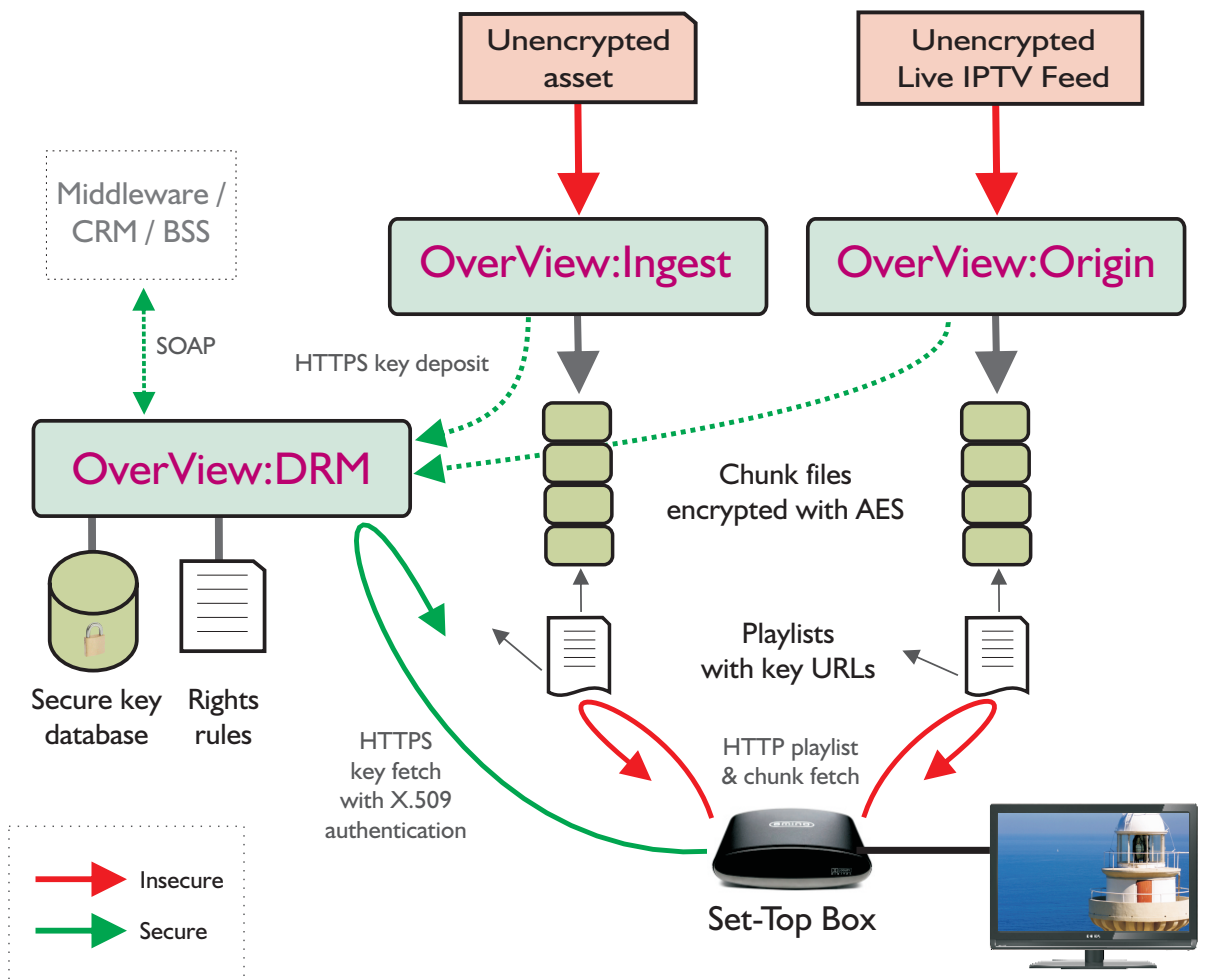 Unencrypted
asset
Unencrypted
Live IPTV Feed
Middleware /
CRM / BSS
OverView:Ingest
OverView:Origin
SOAP
HTTPS key deposit
OverView:DRM
Chunk files
encrypted with AES
Playlists
with key URLs
Secure key
database
Rights
rules
HTTPS
key fetch
with X.509
authentication
HTTP playlist
& chunk fetch
amino
Set-Top Box
Insecure
Secure